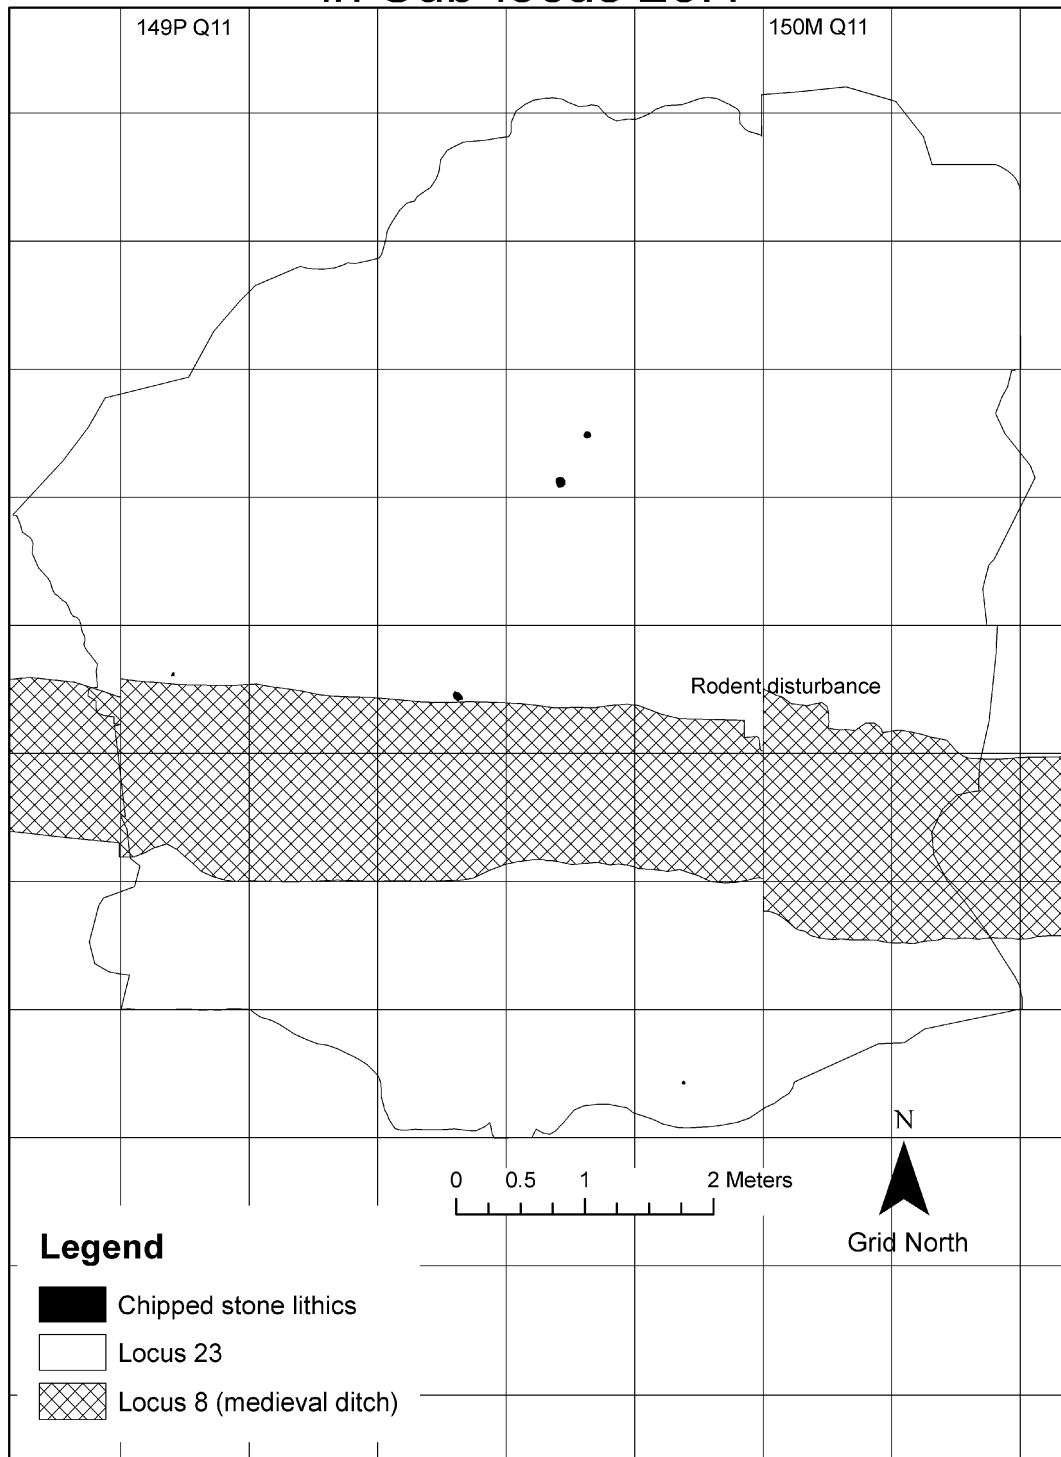 149P Q11
150M Q11
Rodent disturbance
N
0 0.5 1 2 Meters
Grid North
Legend
Chipped stone lithics
Locus 23
Locus 8 (medieval ditch)